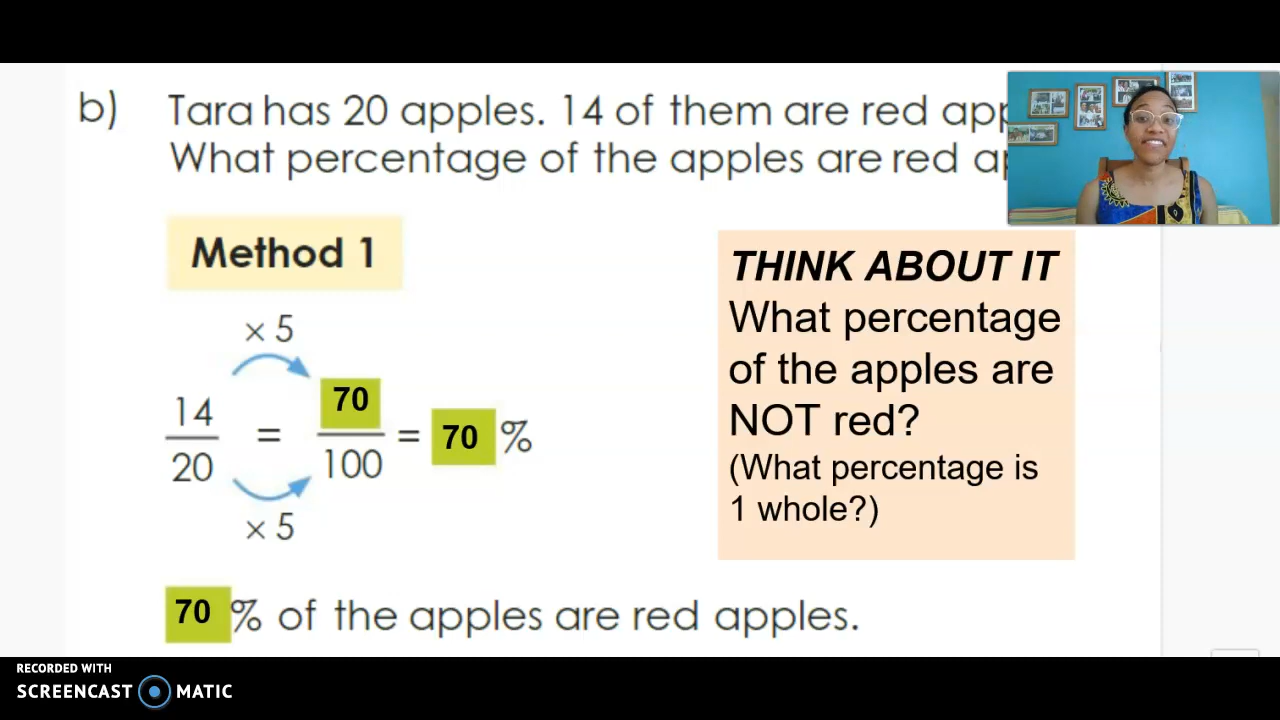 b) Tara has 20 apples. 14 of them are red
What percentage of the apples are red
Method 1
× 5
14
20
=
70
100
= 70 %
× 5
70 % of the apples are red apples.
THINK ABOUT IT
What percentage
of the apples are
NOT red?
(What percentage is
1 whole?)
RECORDED WITH
SCREENCAST MATIC